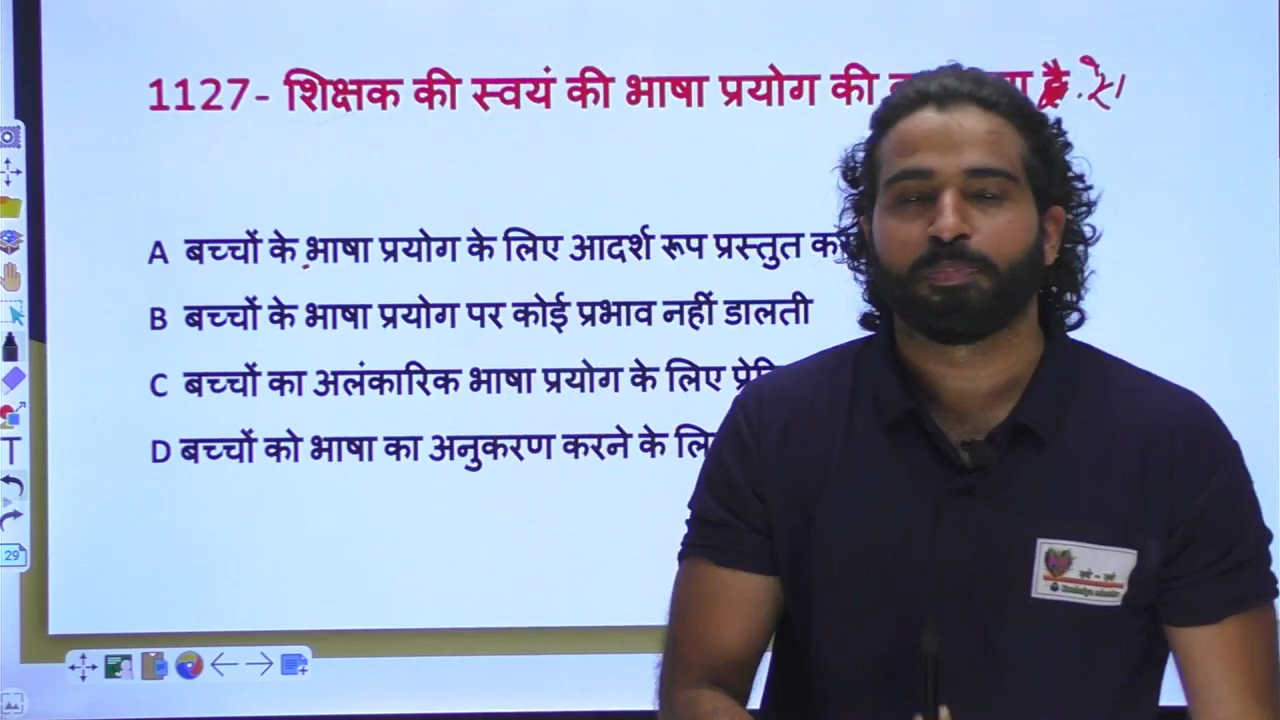 1127- शिक्षक की स्वयं की भाषा प्रयोग की
A बच्चों के भाषा प्रयोग के लिए आदर्श रूप प्रस्तुत
B बच्चों के भाषा प्रयोग पर कोई प्रभाव नहीं डालती
C बच्चों का अलंकारिक भाषा प्रयोग के लिए
D बच्चों को भाषा का अनुकरण करने के
T
29